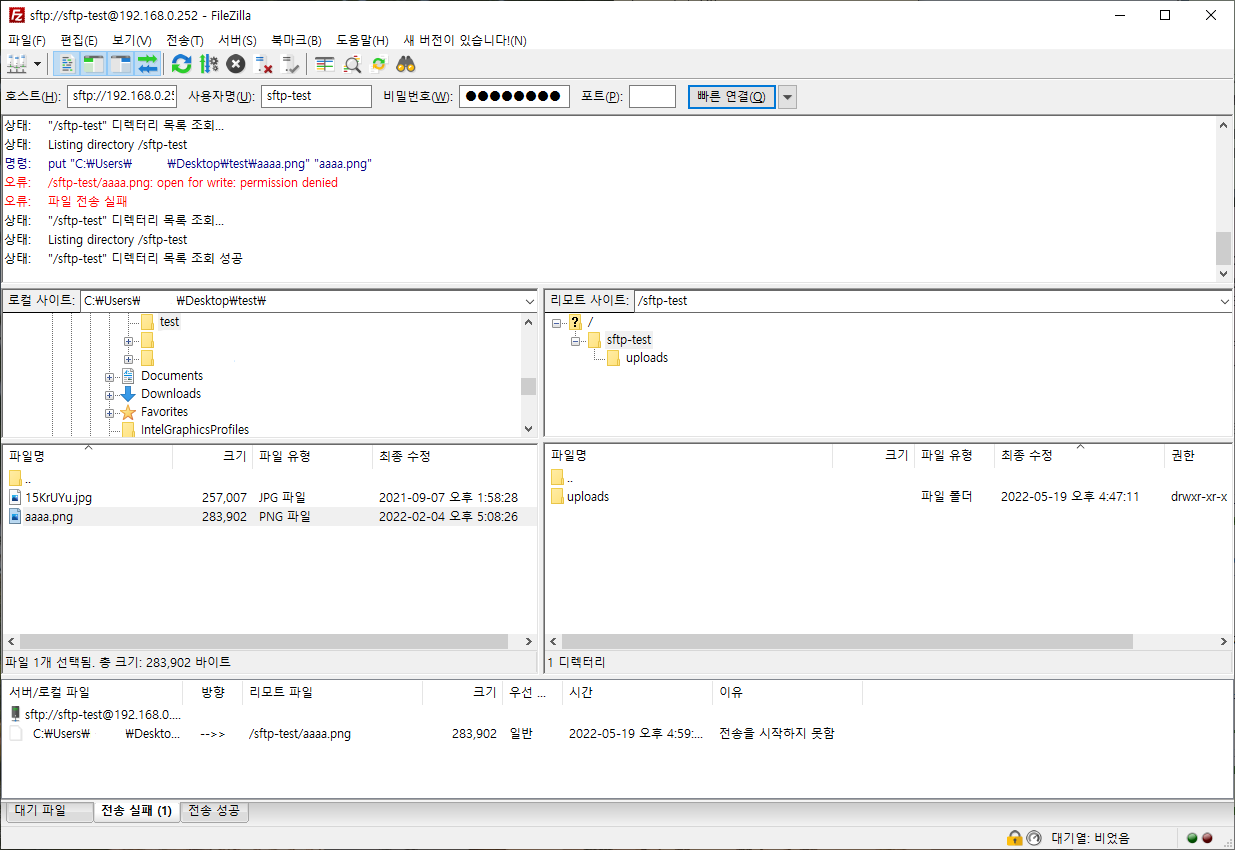 sftp://sftp-test@192.168.0.252 - FileZilla
파일(F) 편집(E) 보기(V) 전송(T) 서버(S) 북마크(B) 도움말(H) 새 버전이 있습니다!(N)
호스트(H): sftp://192.168.0.25 사용자명(U): sftp-test 비밀번호(W): ●●●●●●●● 포트(P): 빠른 연결(Q)
상태: "/sftp-test" 디렉터리 목록 조회...
상태: Listing directory /sftp-test
명령: put "C:₩Users₩ ₩Desktop₩test₩aaaa.png" "aaaa.png"
오류: /sftp-test/aaaa.png: open for write: permission denied
오류: 파일 전송 실패
상태: "/sftp-test" 디렉터리 목록 조회...
상태: Listing directory /sftp-test
상태: "/sftp-test" 디렉터리 목록 조회 성공
로컬 사이트: C:₩Users₩ ₩Desktop₩test₩
test
Documents
Downloads
Favorites
IntelGraphicsProfiles
리모트 사이트: /sftp-test
? /
sftp-test
uploads
파일명 크기 파일 유형 최종 수정
..
15KrUYu.jpg 257,007 JPG 파일 2021-09-07 오후 1:58:28
aaaa.png 283,902 PNG 파일 2022-02-04 오후 5:08:26
파일 1개 선택됨. 총 크기: 283,902 바이트
파일명 크기 파일 유형 최종 수정 권한
..
uploads 파일 폴더 2022-05-19 오후 4:47:11 drwxr-xr-x
1 디렉터리
서버/로컬 파일 방향 리모트 파일 크기 우선 ... 시간 이유
sftp://sftp-test@192.168.0....
C:₩Users₩ ₩Deskto... -->> /sftp-test/aaaa.png 283,902 일반 2022-05-19 오후 4:59:... 전송을 시작하지 못함
대기 파일 전송 실패 (1) 전송 성공
대기열: 비었음